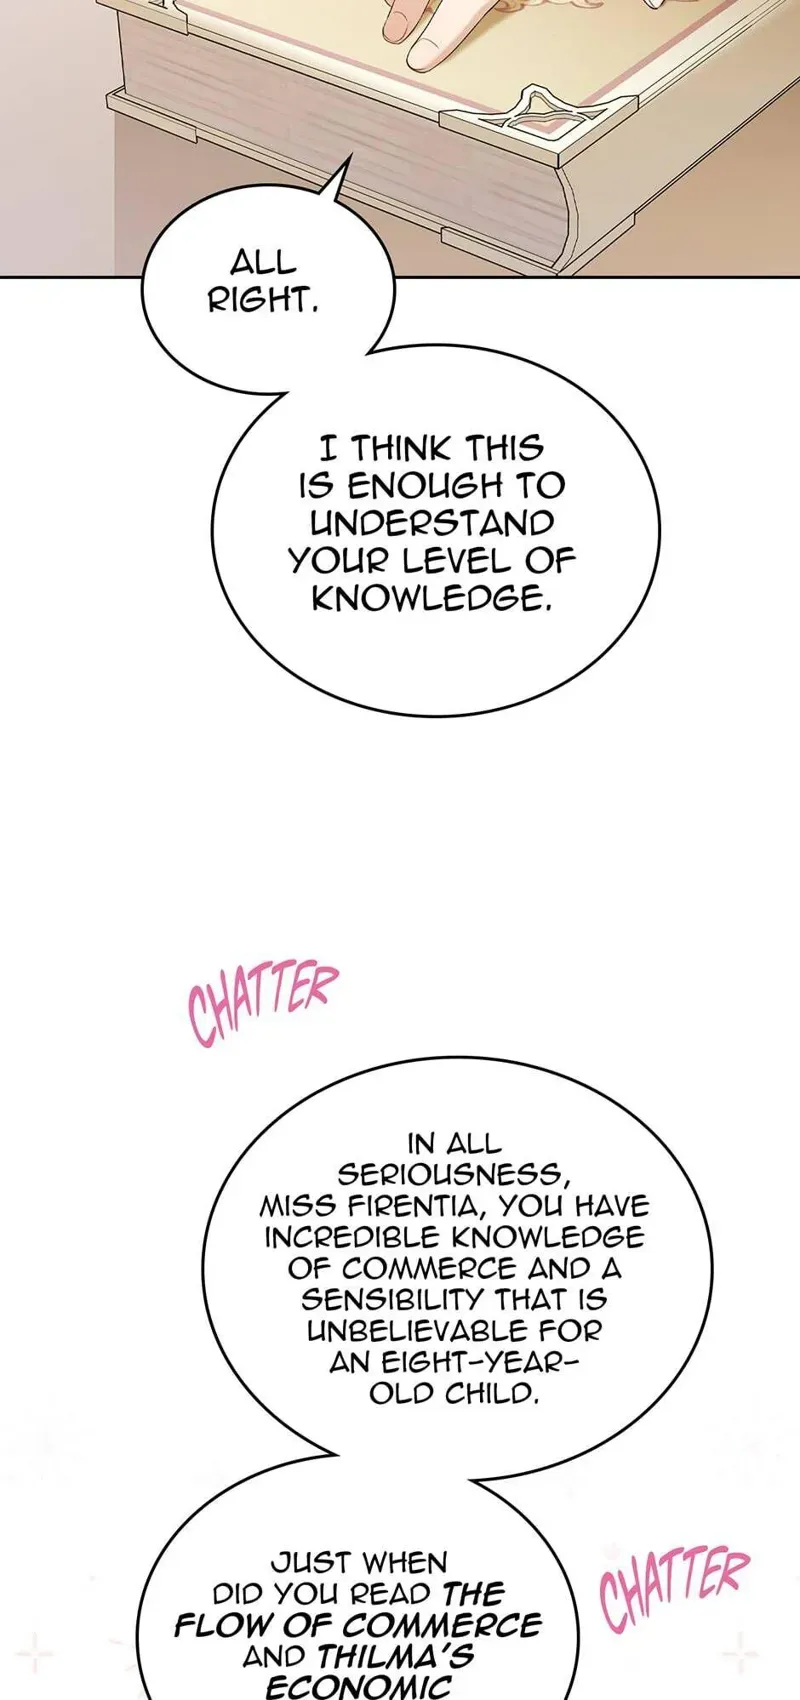 ALL
RIGHT.
I THINK THIS
IS ENOUGH TO
UNDERSTAND
YOUR LEVEL OF
KNOWLEDGE.
CHATTER
IN ALL
SERIOUSNESS,
MISS FIRENTIA, YOU HAVE
INCREDIBLE KNOWLEDGE
OF COMMERCE AND A
SENSIBILITY THAT IS
UNBELIEVABLE FOR
AN EIGHT-YEAR-
OLD CHILD.
CHATTER
JUST WHEN
DID YOU READ THE
FLOW OF COMMERCE
AND THILMA'S
ECONOMIC